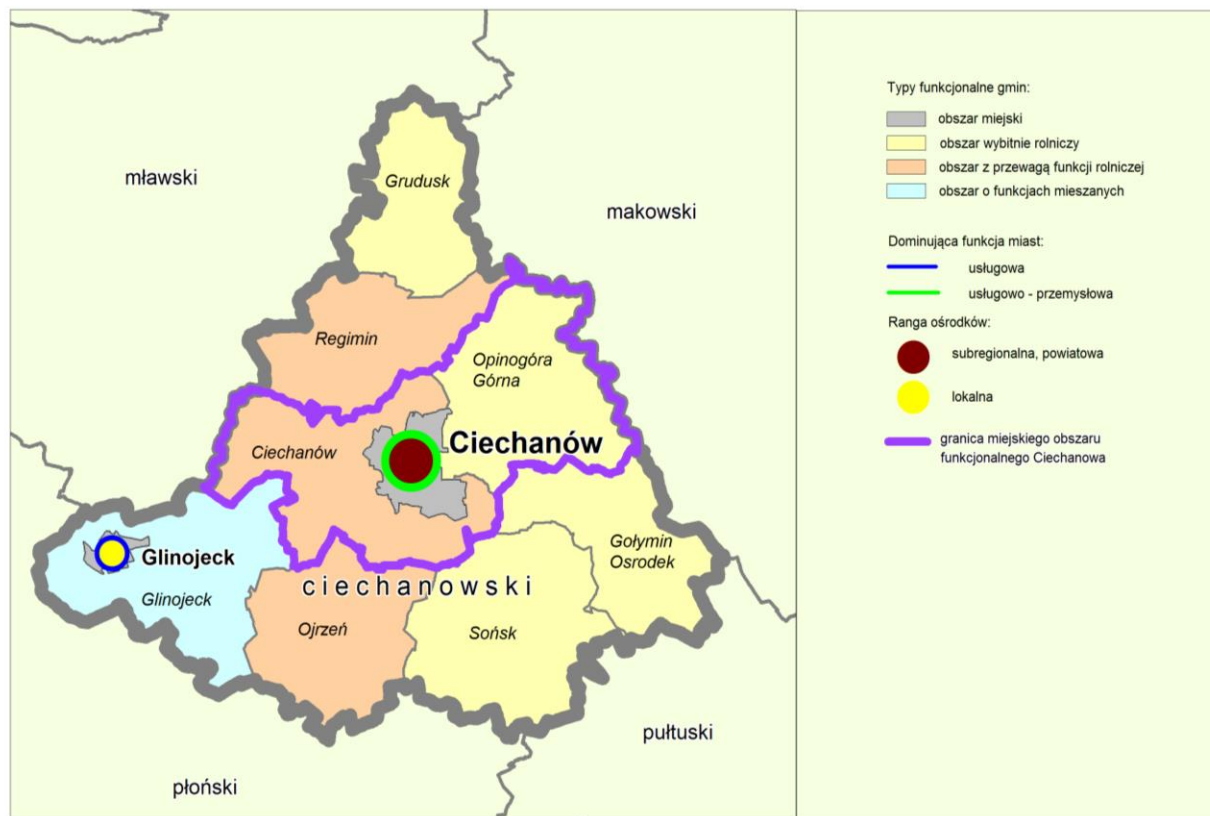 mławski
Grudusk
makowski
Regimin
Opinogóra
Górna
Ciechanów
Ciechanów
Glinojeck
Glinojeck
ciechanowski
Gołymin
Osrodek
Ojrzeń
Sońsk
pułtuski
płoński
Typy funkcjonalne gmin:
obszar miejski
obszar wybitnie rolniczy
obszar z przewagą funkcji rolniczej
obszar o funkcjach mieszanych
Dominująca funkcja miast:
usługowa
usługowo - przemysłowa
Ranga ośrodków:
subregionalna, powiatowa
lokalna
granica miejskiego obszaru
funkcjonalnego Ciechanowa